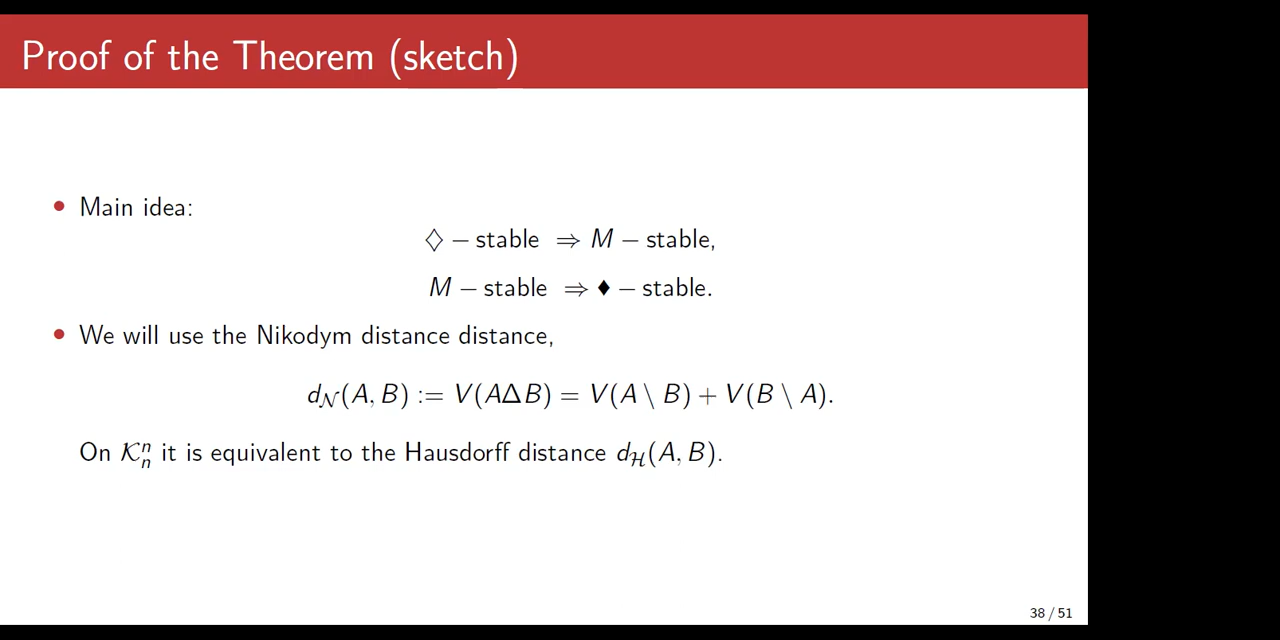 Proof of the Theorem (sketch)
• Main idea:
♢ − stable ⇒ M − stable,
M − stable ⇒ ♦ − stable.
• We will use the Nikodym distance distance,
d_𝒩(A, B) := V(AΔB) = V(A \ B) + V(B \ A).
On 𝒦ⁿₙ it is equivalent to the Hausdorff distance d_ℋ(A, B).
38 / 51